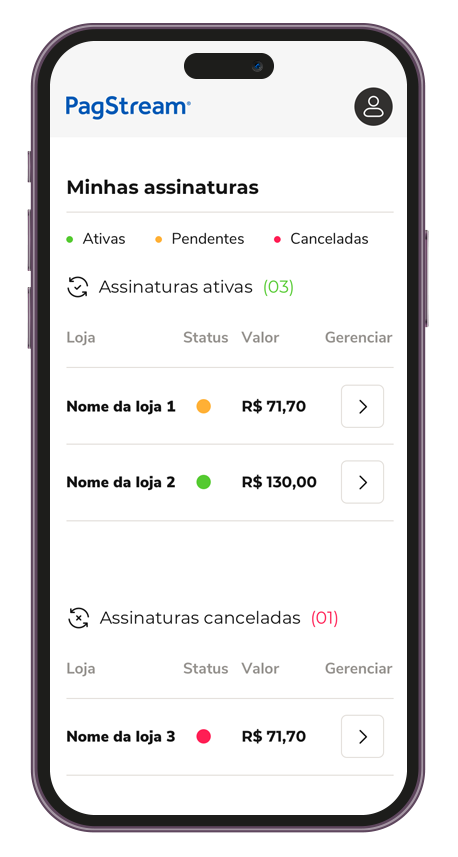 PagStream
Minhas assinaturas
Ativas Pendentes Canceladas
Assinaturas ativas (03)
Loja Status Valor Gerenciar
Nome da loja 1 R$ 71,70
Nome da loja 2 R$ 130,00
Assinaturas canceladas (01)
Loja Status Valor Gerenciar
Nome da loja 3 R$ 71,70